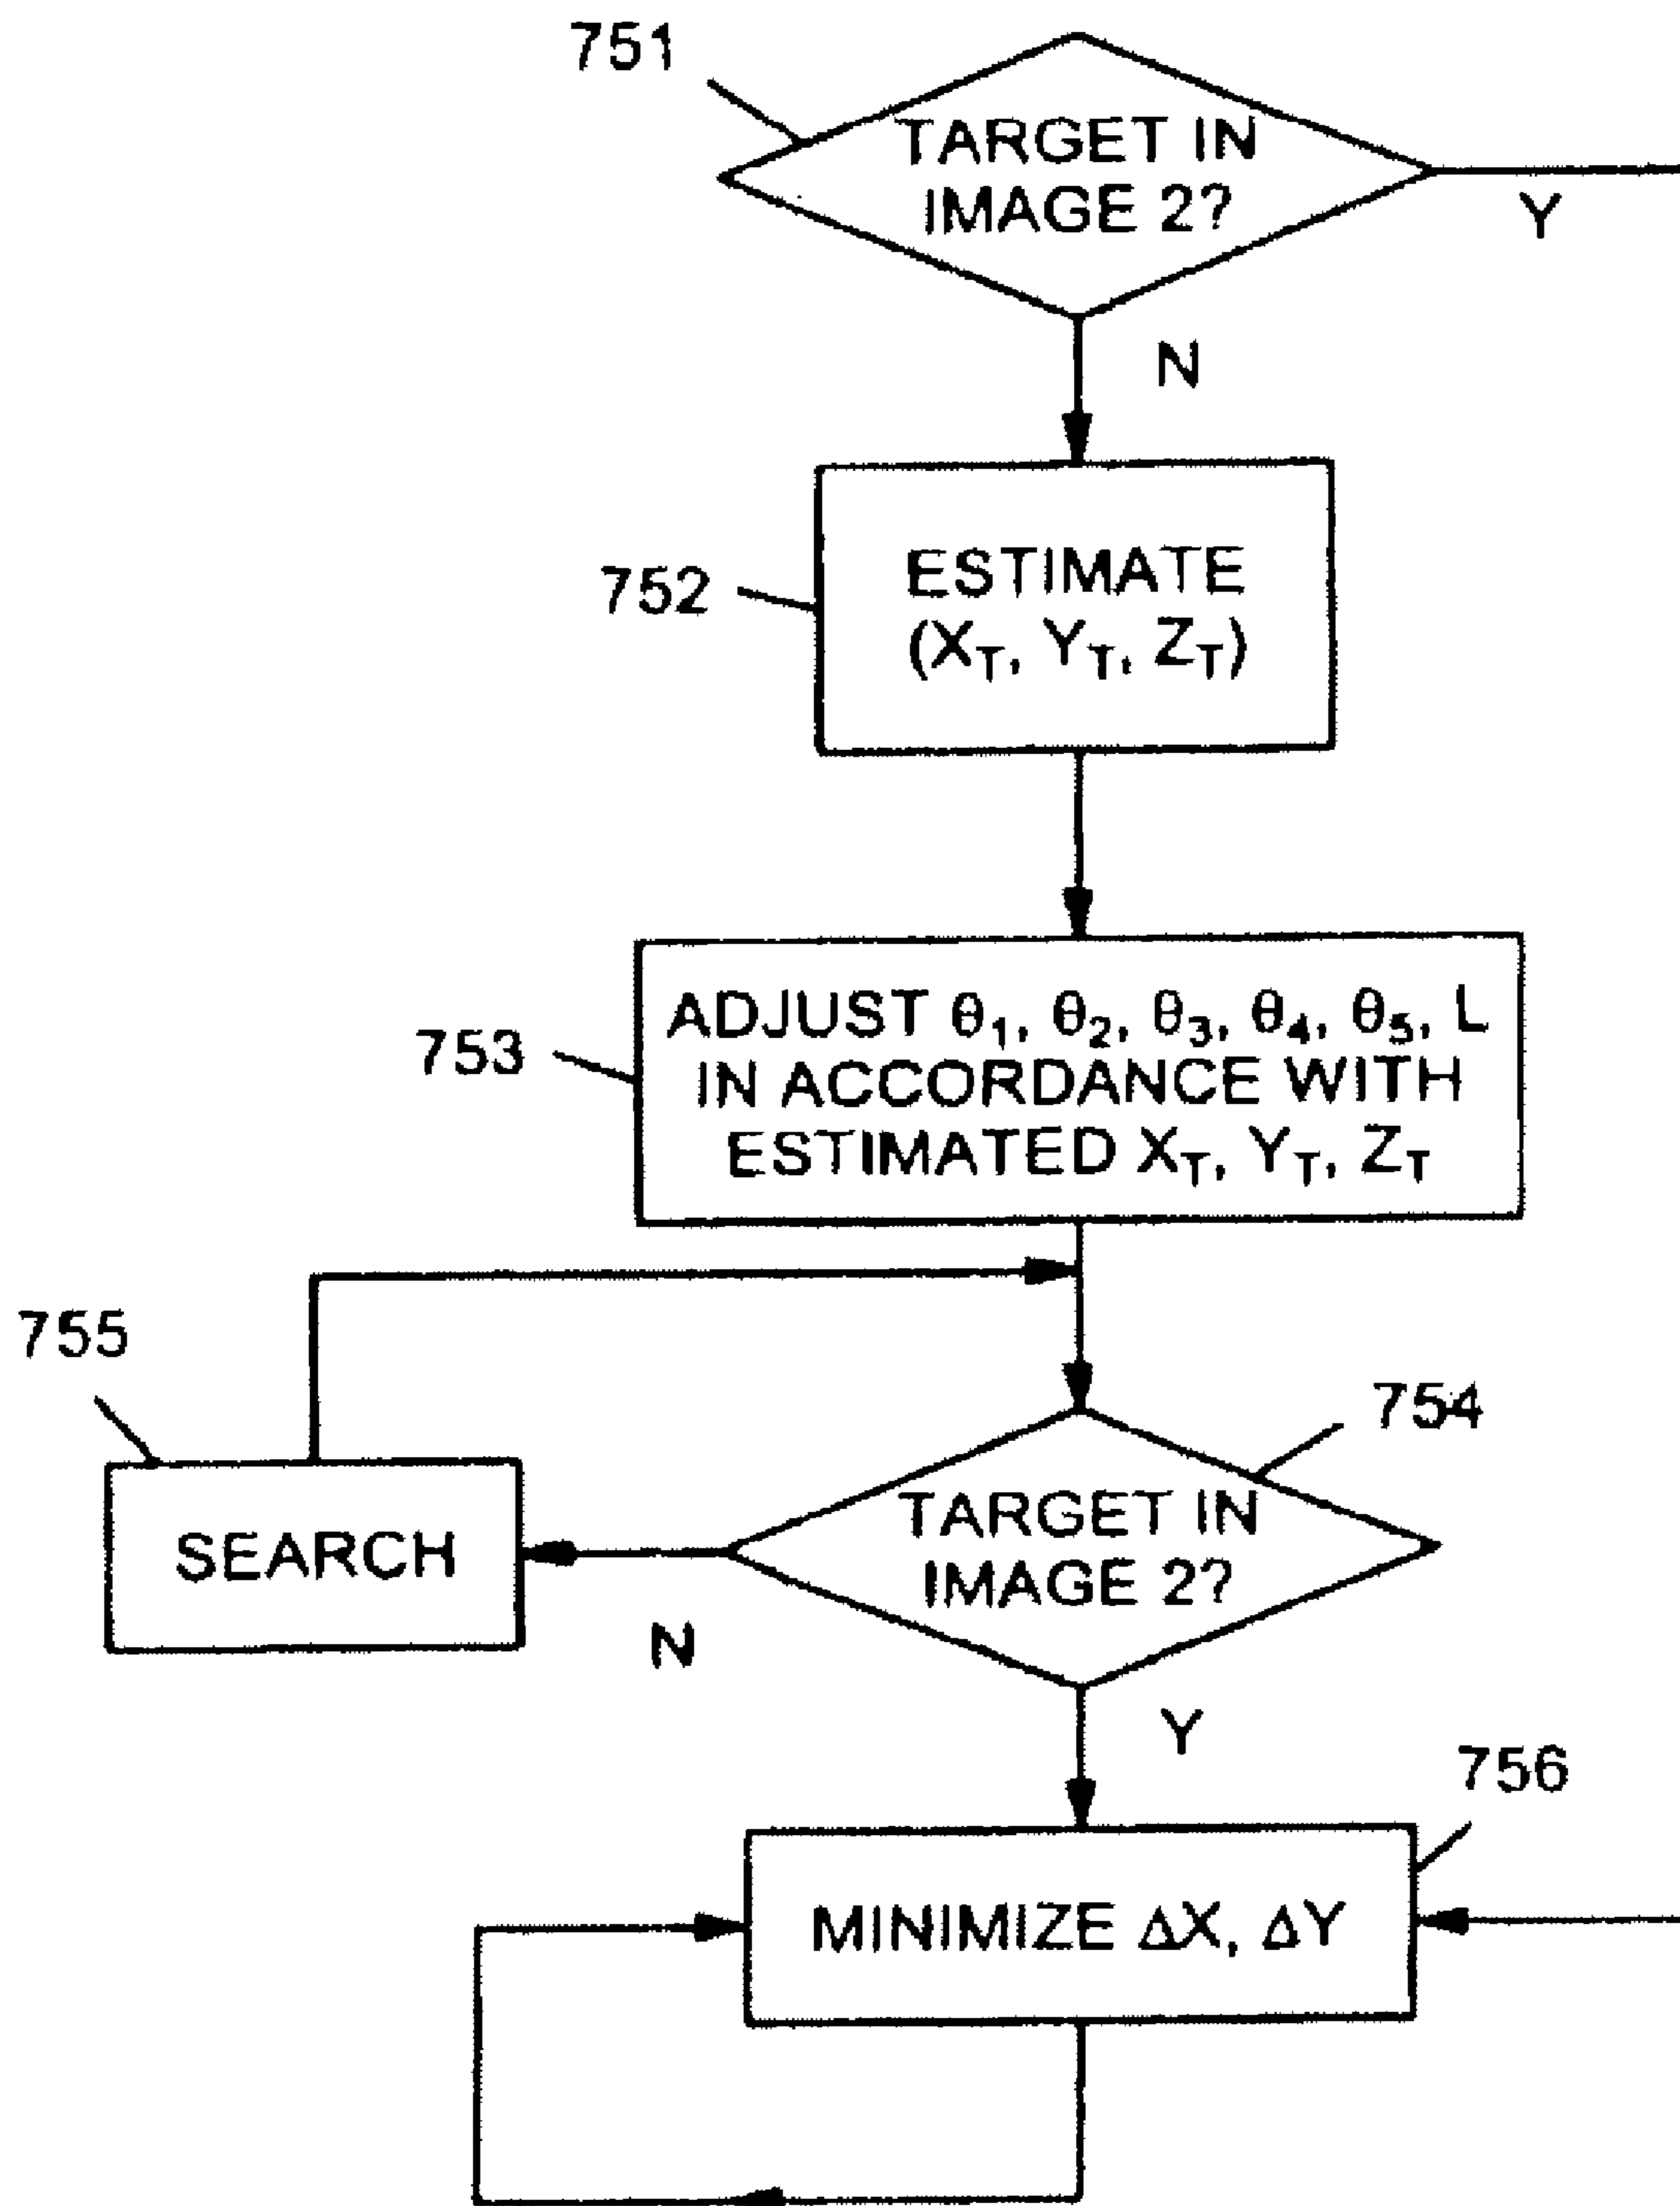 751
TARGET IN
IMAGE 2?
Y
N
752
ESTIMATE
(X_T, Y_T, Z_T)
753
ADJUST θ₁, θ₂, θ₃, θ₄, θ₅, L
IN ACCORDANCE WITH
ESTIMATED X_T, Y_T, Z_T
755
SEARCH
754
TARGET IN
IMAGE 2?
N
Y
756
MINIMIZE ΔX, ΔY